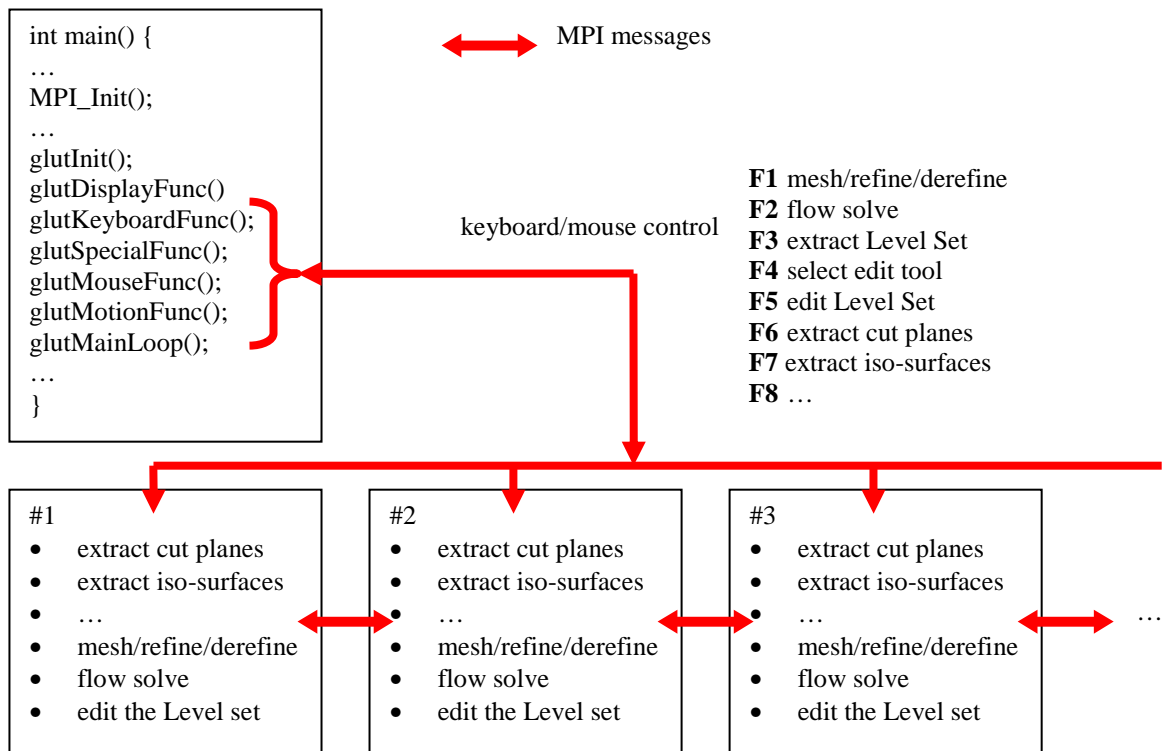 int main() {
…
MPI_Init();
…
glutInit();
glutDisplayFunc()
glutKeyboardFunc();
glutSpecialFunc();
glutMouseFunc();
glutMotionFunc();
glutMainLoop();
…
}
MPI messages
keyboard/mouse control
F1 mesh/refine/derefine
F2 flow solve
F3 extract Level Set
F4 select edit tool
F5 edit Level Set
F6 extract cut planes
F7 extract iso-surfaces
F8 …
#1
• extract cut planes
• extract iso-surfaces
• …
• mesh/refine/derefine
• flow solve
• edit the Level set
#2
• extract cut planes
• extract iso-surfaces
• …
• mesh/refine/derefine
• flow solve
• edit the Level set
#3
• extract cut planes
• extract iso-surfaces
• …
• mesh/refine/derefine
• flow solve
• edit the Level set
…